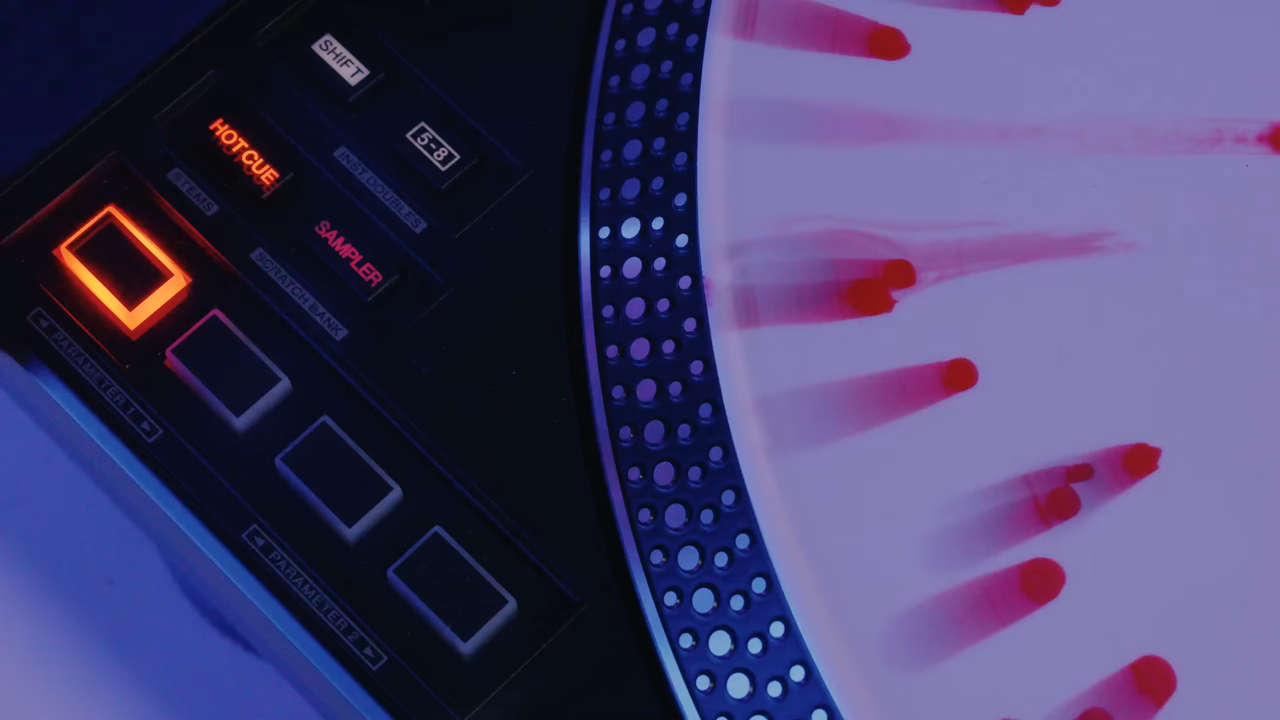 SHIFT
5-8
HOT CUE
INST.DOUBLES
STEMS
SAMPLER
SCRATCH BANK
◀ PARAMETER 1 ▶
◀ PARAMETER 2 ▶